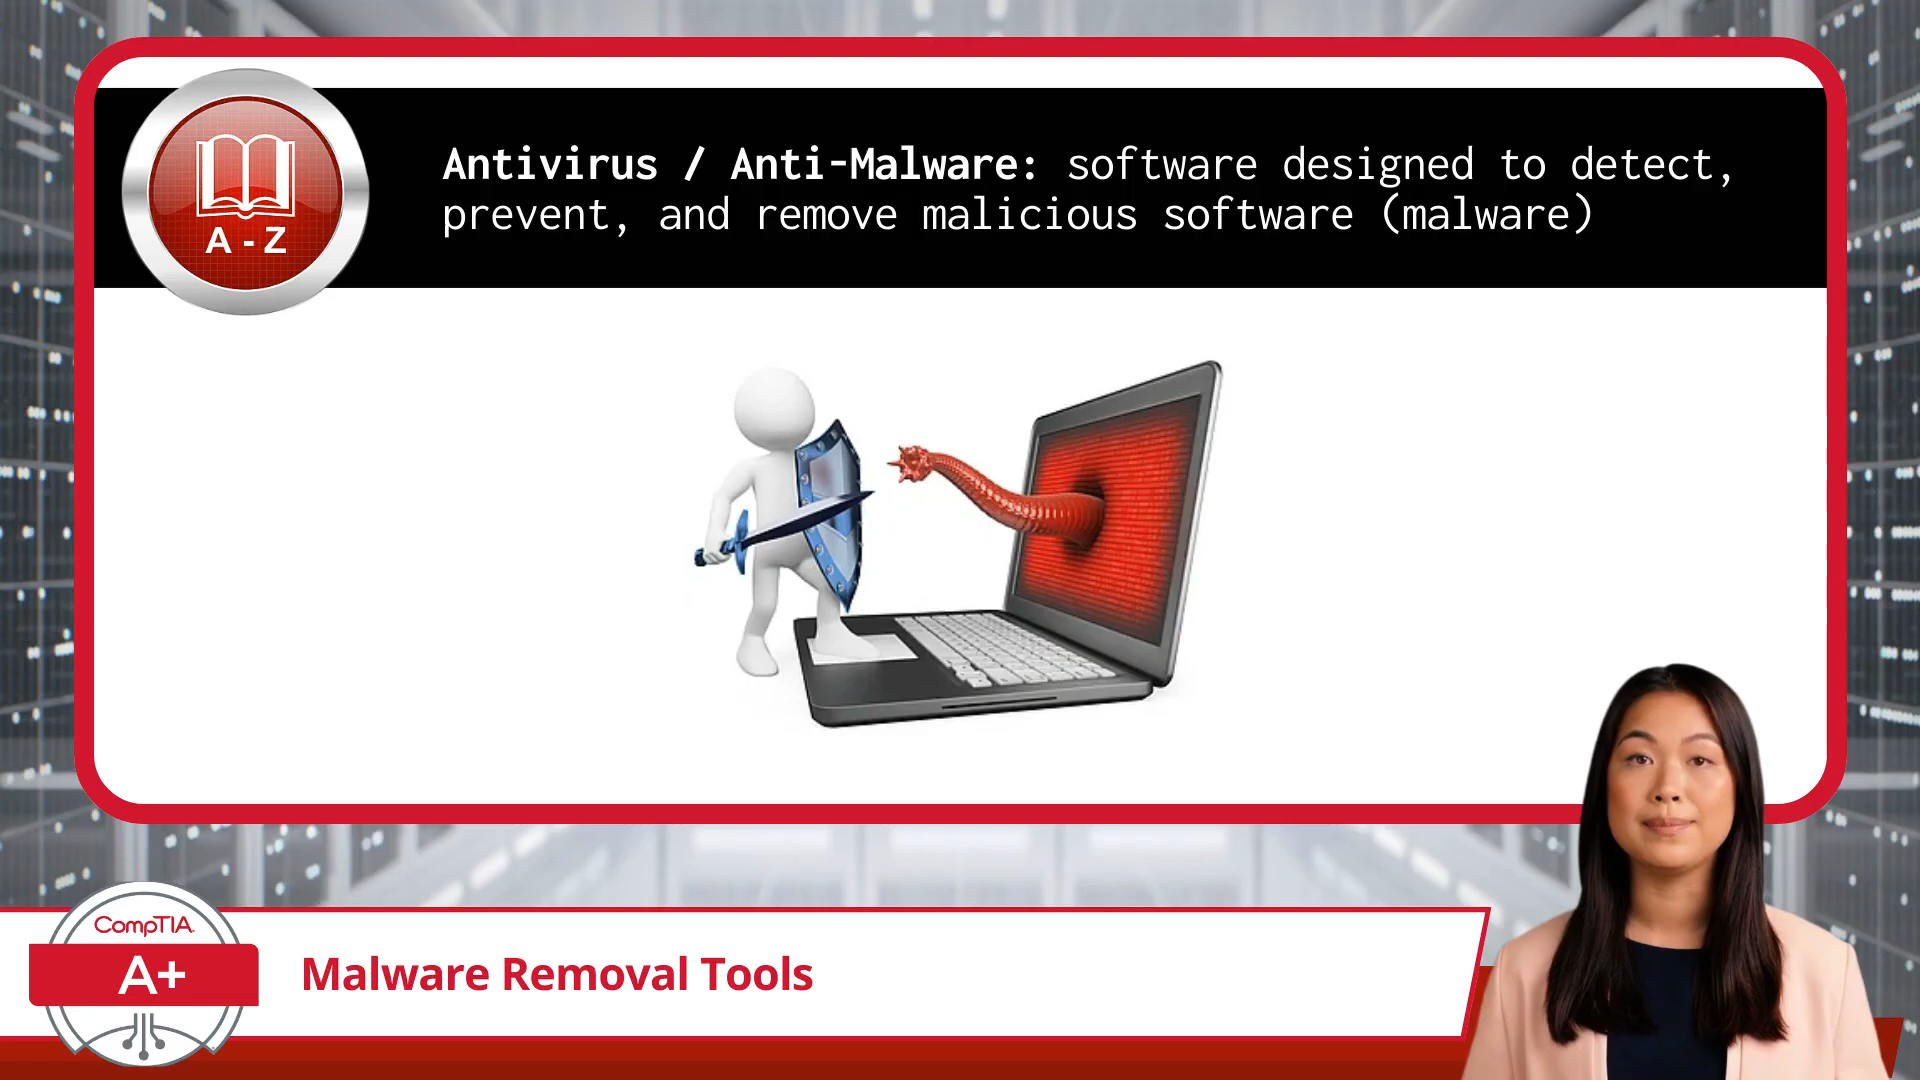 Antivirus / Anti-Malware: software designed to detect,
prevent, and remove malicious software (malware)
A - Z
CompTIA
A+
Malware Removal Tools